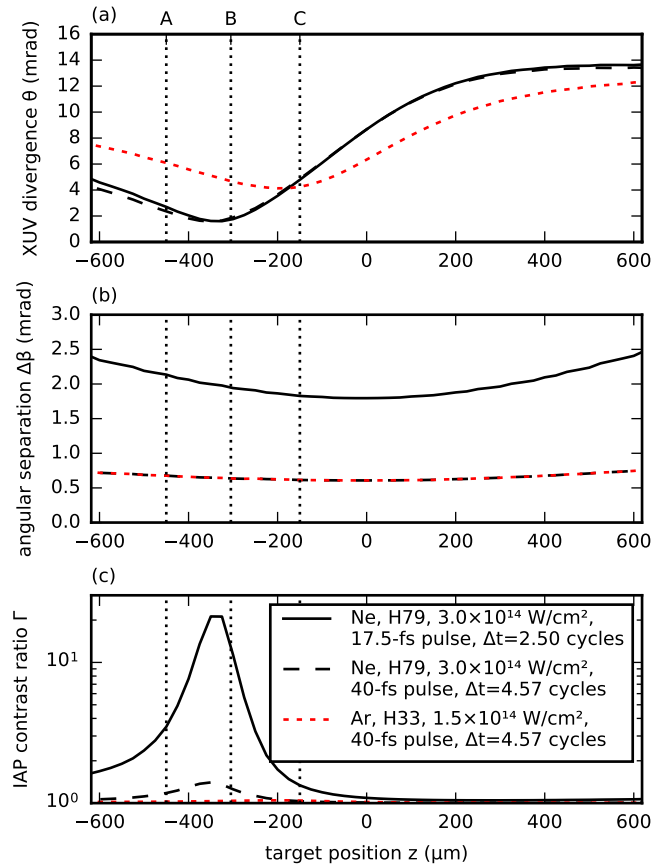 (a) A B C
XUV divergence θ (mrad)
16
14
12
10
8
6
4
2
0
−600 −400 −200 0 200 400 600
(b)
angular separation Δβ (mrad)
3.0
2.5
2.0
1.5
1.0
0.5
0.0
−600 −400 −200 0 200 400 600
(c)
IAP contrast ratio Γ
10¹
10⁰
Ne, H79, 3.0×10¹⁴ W/cm²,
17.5-fs pulse, Δt=2.50 cycles
Ne, H79, 3.0×10¹⁴ W/cm²,
40-fs pulse, Δt=4.57 cycles
Ar, H33, 1.5×10¹⁴ W/cm²,
40-fs pulse, Δt=4.57 cycles
−600 −400 −200 0 200 400 600
target position z (μm)